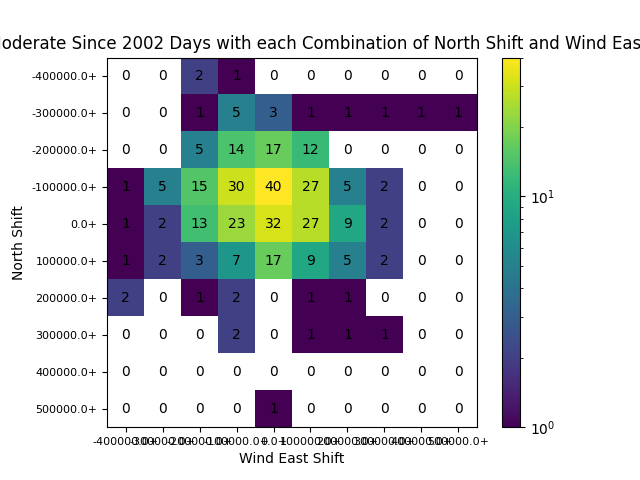 oderate Since 2002 Days with each Combination of North Shift and Wind Eas
-400000.0+ 0 0 2 1 0 0 0 0 0 0
-300000.0+ 0 0 1 5 3 1 1 1 1 1
-200000.0+ 0 0 5 14 17 12 0 0 0 0
-100000.0+ 1 5 15 30 40 27 5 2 0 0
0.0+ 1 2 13 23 32 27 9 2 0 0
100000.0+ 1 2 3 7 17 9 5 2 0 0
200000.0+ 2 0 1 2 0 1 1 0 0 0
300000.0+ 0 0 0 2 0 1 1 1 0 0
400000.0+ 0 0 0 0 0 0 0 0 0 0
500000.0+ 0 0 0 0 1 0 0 0 0 0
North Shift
Wind East Shift
10^1
10^0